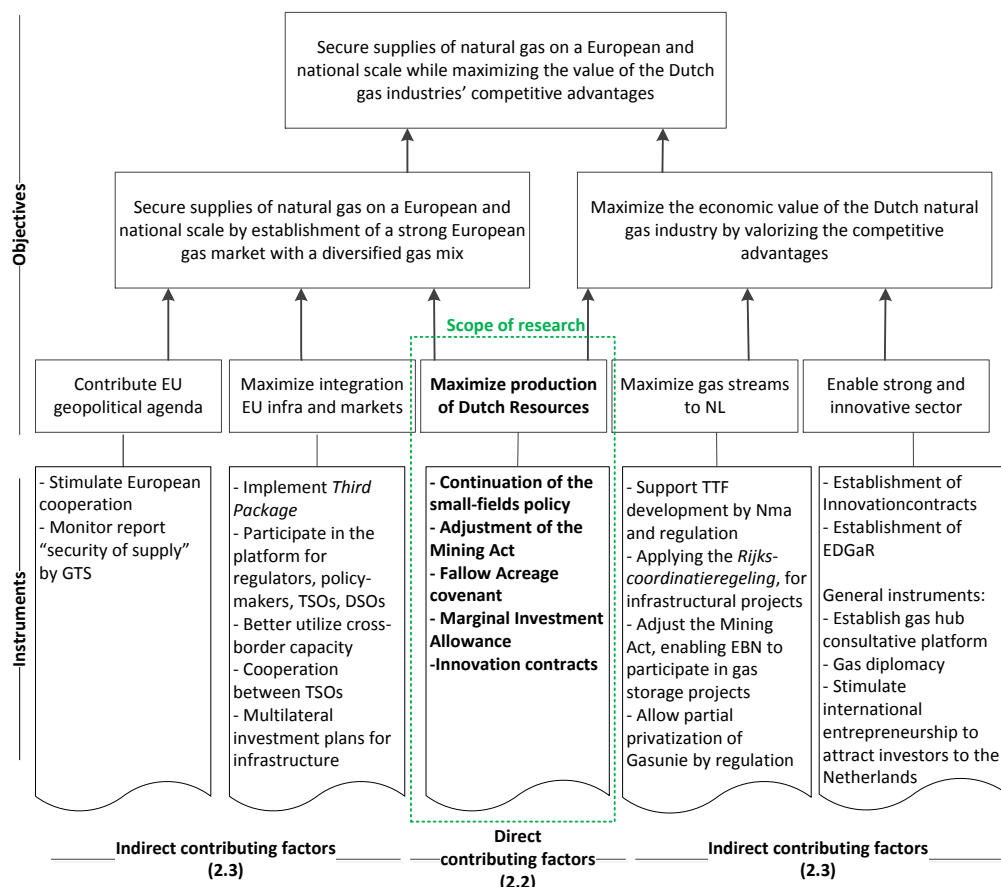 Secure supplies of natural gas on a European and
national scale while maximizing the value of the Dutch
gas industries’ competitive advantages
Objectives
Secure supplies of natural gas on a European and
national scale by establishment of a strong European
gas market with a diversified gas mix
Maximize the economic value of the Dutch natural
gas industry by valorizing the competitive
advantages
Scope of research
Contribute EU
geopolitical agenda
Maximize integration
EU infra and markets
Maximize production
of Dutch Resources
Maximize gas streams
to NL
Enable strong and
innovative sector
Instruments
- Stimulate European
cooperation
- Monitor report
“security of supply”
by GTS
- Implement Third
Package
- Participate in the
platform for
regulators, policy-
makers, TSOs, DSOs
- Better utilize cross-
border capacity
- Cooperation
between TSOs
- Multilateral
investment plans for
infrastructure
- Continuation of the
small-fields policy
- Adjustment of the
Mining Act
- Fallow Acreage
covenant
- Marginal Investment
Allowance
-Innovation contracts
- Support TTF
development by Nma
and regulation
- Applying the Rijks-
coordinatieregeling, for
infrastructural projects
- Adjust the Mining
Act, enabling EBN to
participate in gas
storage projects
- Allow partial
privatization of
Gasunie by regulation
- Establishment of
Innovationcontracts
- Establishment of
EDGaR
General instruments:
- Establish gas hub
consultative platform
- Gas diplomacy
- Stimulate
international
entrepreneurship to
attract investors to the
Netherlands
Indirect contributing factors
(2.3)
Direct
contributing factors
(2.2)
Indirect contributing factors
(2.3)